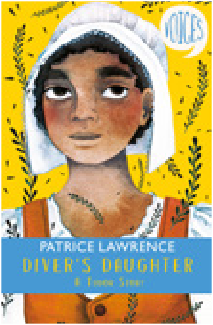 VOICES
PATRICE LAWRENCE
DIVER'S DAUGHTER
A TUDOR STORY